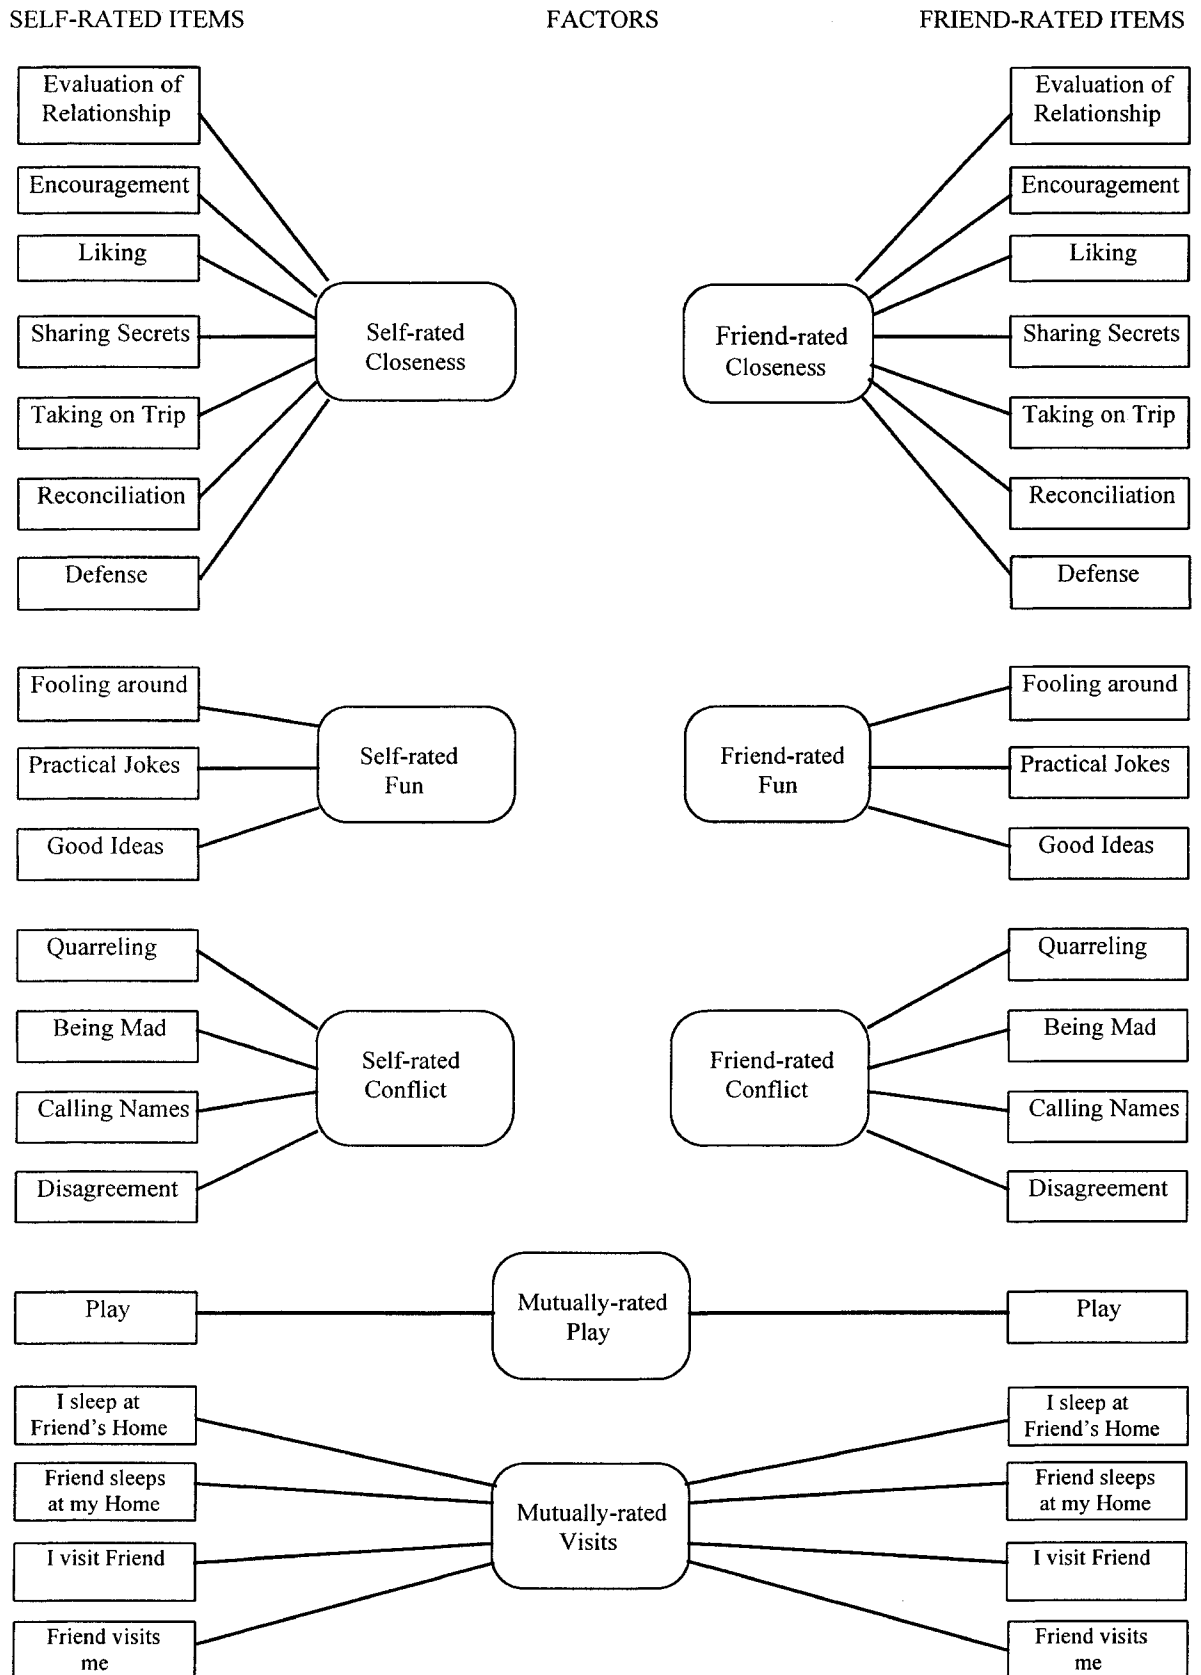 SELF-RATED ITEMS
FACTORS
FRIEND-RATED ITEMS
Evaluation of
Relationship
Encouragement
Liking
Sharing Secrets
Taking on Trip
Reconciliation
Defense
Self-rated
Closeness
Friend-rated
Closeness
Evaluation of
Relationship
Encouragement
Liking
Sharing Secrets
Taking on Trip
Reconciliation
Defense
Fooling around
Practical Jokes
Good Ideas
Self-rated
Fun
Friend-rated
Fun
Fooling around
Practical Jokes
Good Ideas
Quarreling
Being Mad
Calling Names
Disagreement
Self-rated
Conflict
Friend-rated
Conflict
Quarreling
Being Mad
Calling Names
Disagreement
Play
Mutually-rated
Play
Play
I sleep at
Friend's Home
Friend sleeps
at my Home
I visit Friend
Friend visits
me
Mutually-rated
Visits
I sleep at
Friend's Home
Friend sleeps
at my Home
I visit Friend
Friend visits
me